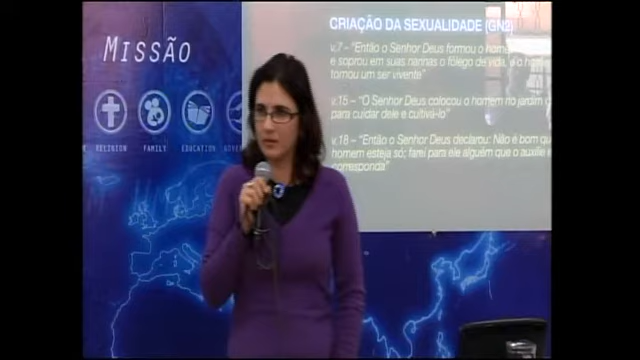 MISSÃO
RELIGION
FAMILY
EDUCATION
CRIAÇÃO DA SEXUALIDADE (GN2)
v.7 – "Então o Senhor Deus formou o homem
e soprou em suas narinas o fôlego de vida, e o homem
tornou um ser vivente"
v.15 – "O Senhor Deus colocou o homem no jardim
para cuidar dele e cultivá-lo"
v.18 – "Então o Senhor Deus declarou: Não é bom que
homem esteja só; farei para ele alguém que o auxilie e
corresponda"